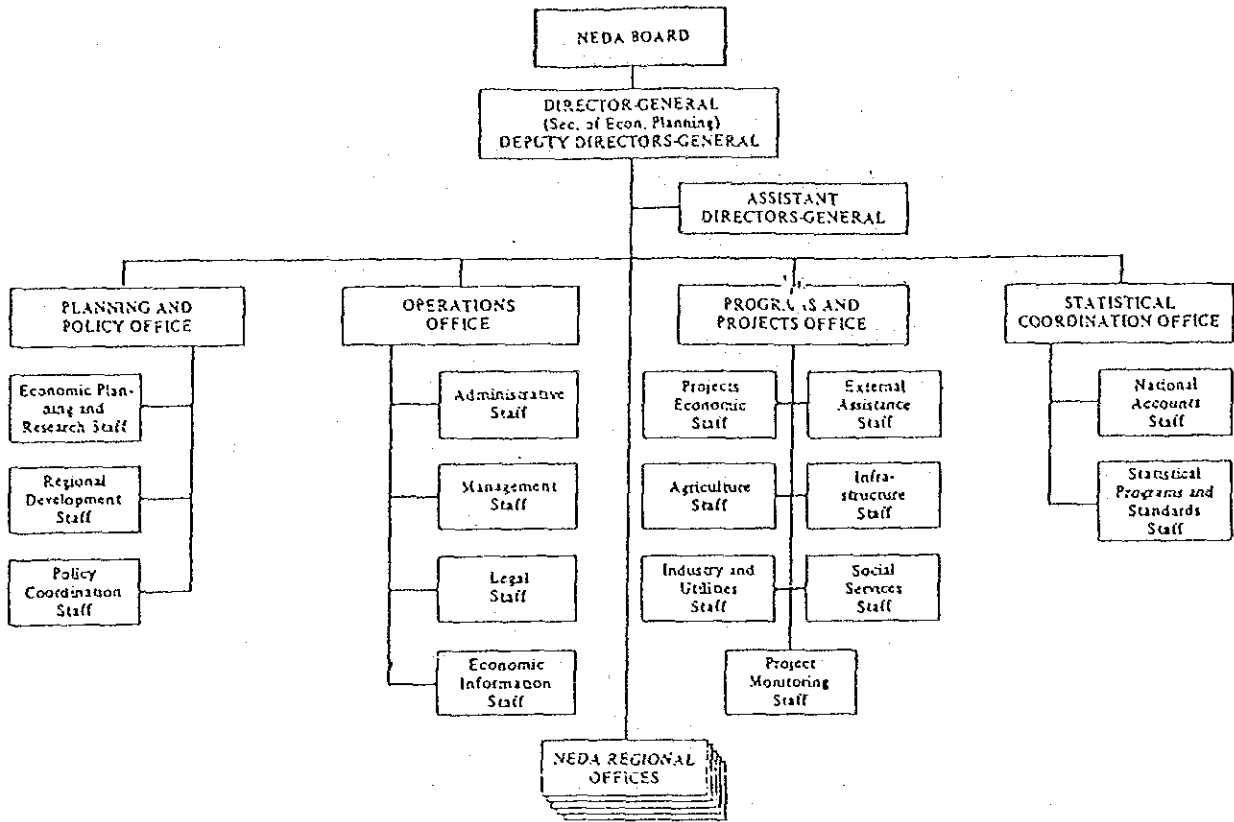 NEDA BOARD
DIRECTOR-GENERAL
(Sec. of Econ. Planning)
DEPUTY DIRECTORS-GENERAL
ASSISTANT
DIRECTORS-GENERAL
PLANNING AND
POLICY OFFICE
Economic Plan-
ning and
Research Staff
Regional
Development
Staff
Policy
Coordination
Staff
OPERATIONS
OFFICE
Administrative
Staff
Management
Staff
Legal
Staff
Economic
Information
Staff
PROGRAMS AND
PROJECTS OFFICE
Projects
Economic
Staff
External
Assistance
Staff
Agriculture
Staff
Infra-
structure
Staff
Industry and
Utilities
Staff
Social
Services
Staff
Project
Monitoring
Staff
STATISTICAL
COORDINATION OFFICE
National
Accounts
Staff
Statistical
Programs and
Standards
Staff
NEDA REGIONAL
OFFICES